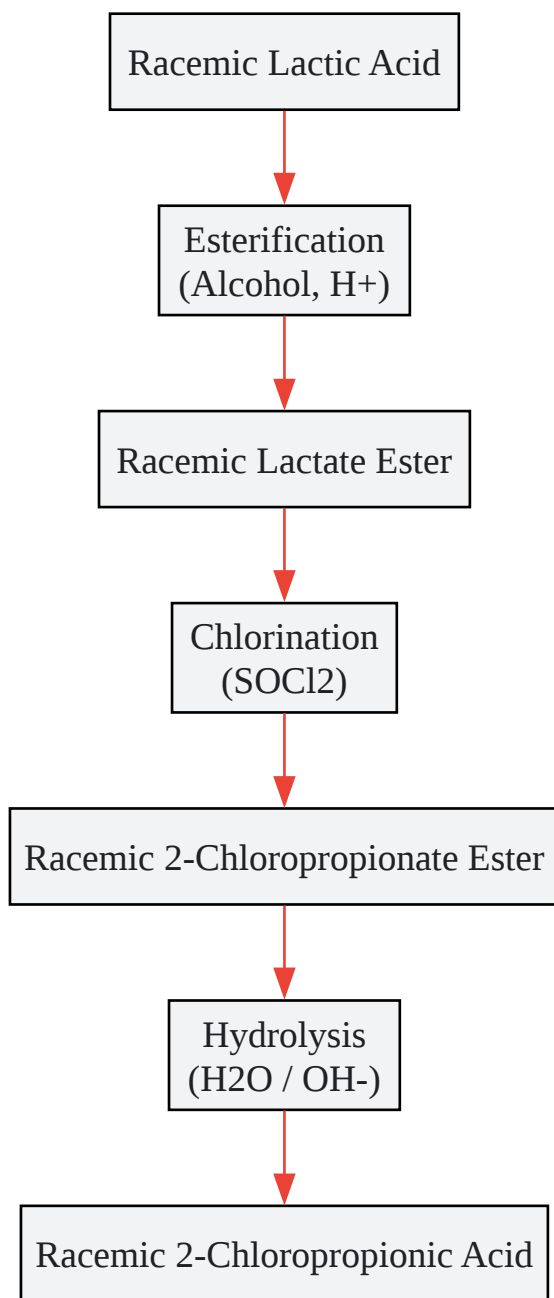 Racemic Lactic Acid
Esterification
(Alcohol, H+)
Racemic Lactate Ester
Chlorination
(SOCl2)
Racemic 2-Chloropropionate Ester
Hydrolysis
(H2O / OH-)
Racemic 2-Chloropropionic Acid